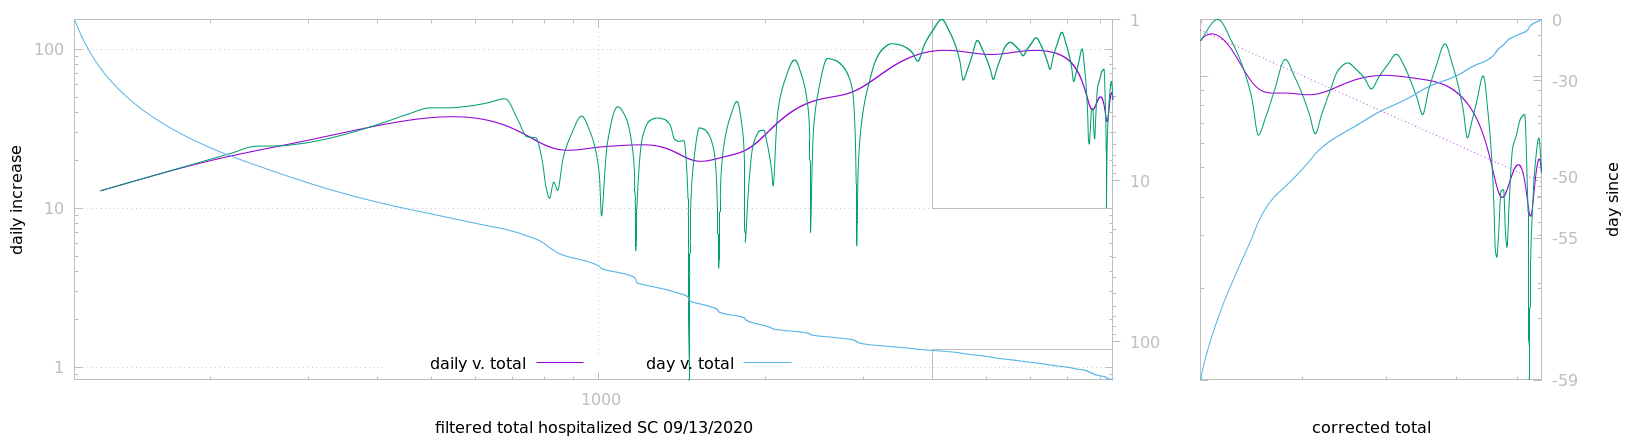 100
10
1
daily increase
daily v. total
day v. total
1000
filtered total hospitalized SC 09/13/2020
1
10
100
0
-30
-50
-55
-59
day since
corrected total